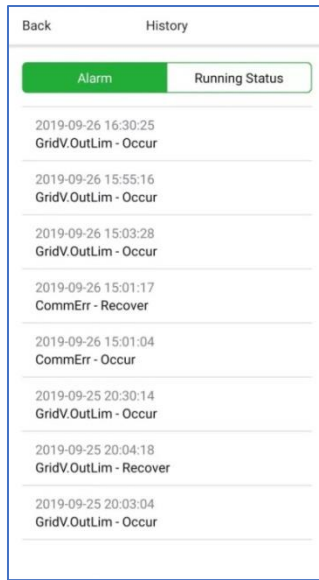 Back History
Alarm Running Status
2019-09-26 16:30:25
GridV.OutLim - Occur
2019-09-26 15:55:16
GridV.OutLim - Occur
2019-09-26 15:03:28
GridV.OutLim - Occur
2019-09-26 15:01:17
CommErr - Recover
2019-09-26 15:01:04
CommErr - Occur
2019-09-25 20:30:14
GridV.OutLim - Occur
2019-09-25 20:04:18
GridV.OutLim - Recover
2019-09-25 20:03:04
GridV.OutLim - Occur